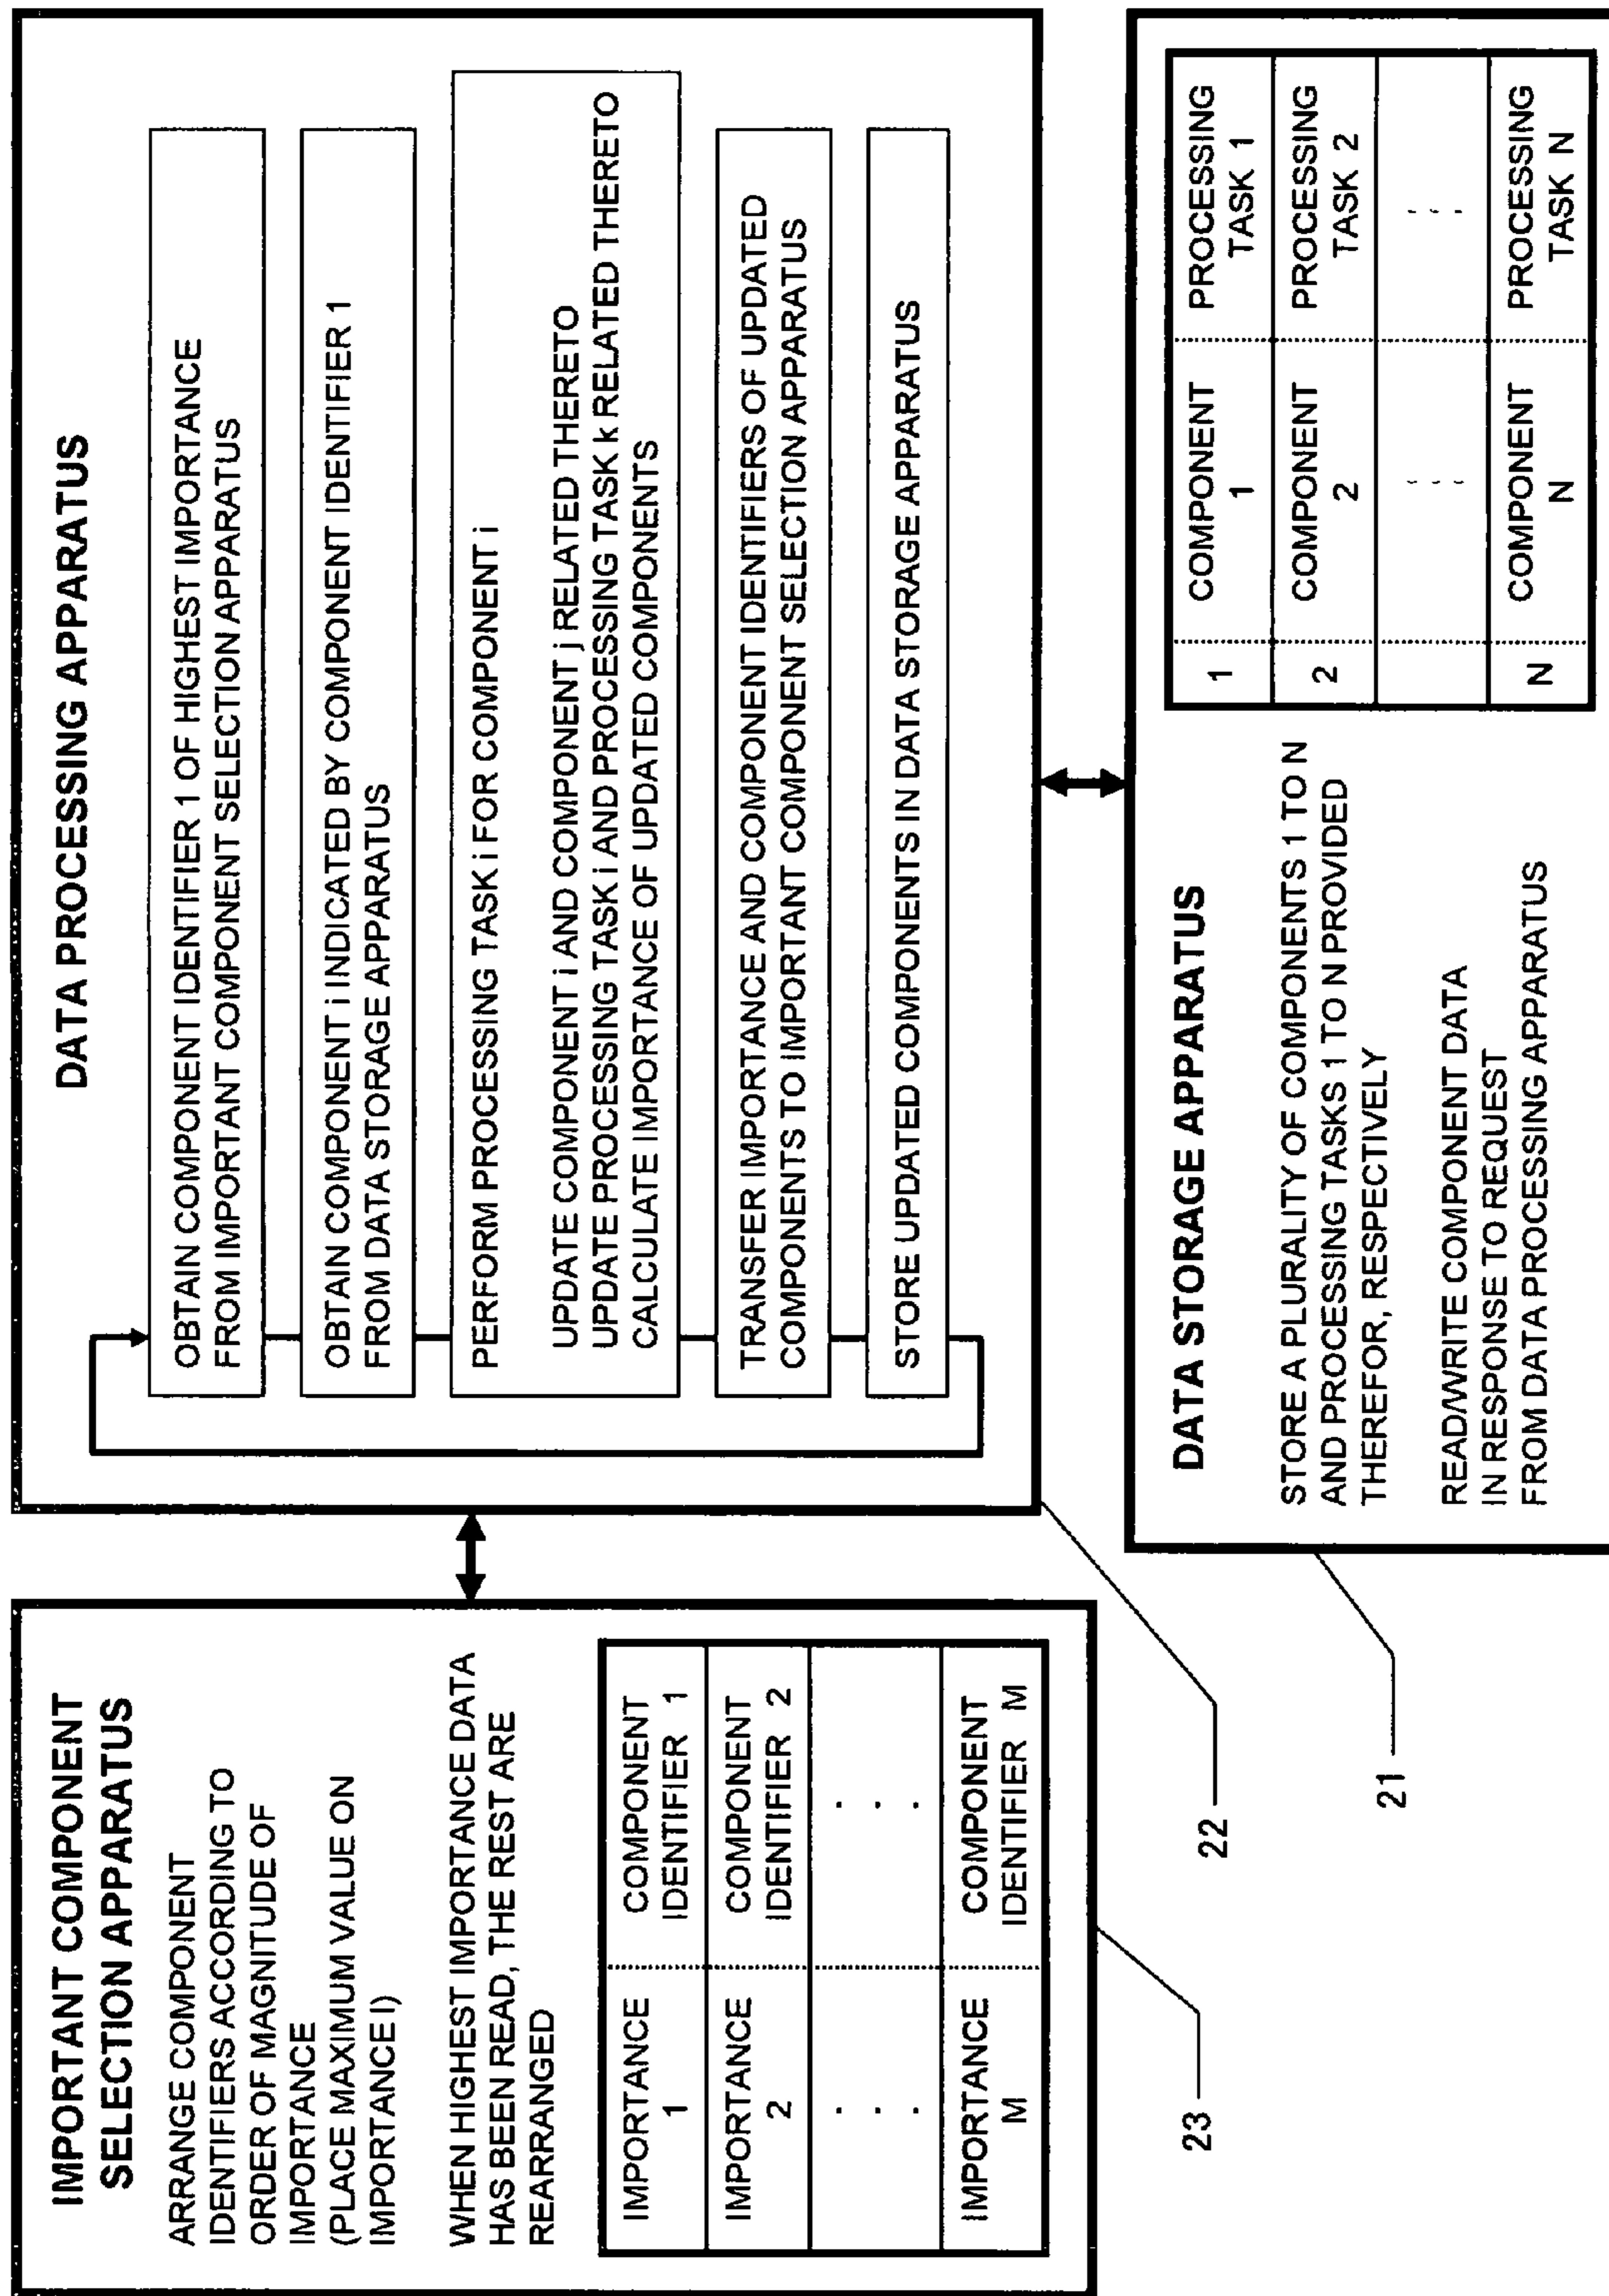 IMPORTANT COMPONENT
SELECTION APPARATUS
ARRANGE COMPONENT
IDENTIFIERS ACCORDING TO
ORDER OF MAGNITUDE OF
IMPORTANCE
(PLACE MAXIMUM VALUE ON
IMPORTANCE I)
WHEN HIGHEST IMPORTANCE DATA
HAS BEEN READ, THE REST ARE
REARRANGED
IMPORTANCE
1
COMPONENT
IDENTIFIER 1
IMPORTANCE
2
COMPONENT
IDENTIFIER 2
. . .
. . .
IMPORTANCE
M
COMPONENT
IDENTIFIER M
23
DATA PROCESSING APPARATUS
OBTAIN COMPONENT IDENTIFIER 1 OF HIGHEST IMPORTANCE
FROM IMPORTANT COMPONENT SELECTION APPARATUS
OBTAIN COMPONENT i INDICATED BY COMPONENT IDENTIFIER 1
FROM DATA STORAGE APPARATUS
PERFORM PROCESSING TASK i FOR COMPONENT i
UPDATE COMPONENT i AND COMPONENT j RELATED THERETO
UPDATE PROCESSING TASK i AND PROCESSING TASK k RELATED THERETO
CALCULATE IMPORTANCE OF UPDATED COMPONENTS
TRANSFER IMPORTANCE AND COMPONENT IDENTIFIERS OF UPDATED
COMPONENTS TO IMPORTANT COMPONENT SELECTION APPARATUS
STORE UPDATED COMPONENTS IN DATA STORAGE APPARATUS
22
DATA STORAGE APPARATUS
STORE A PLURALITY OF COMPONENTS 1 TO N
AND PROCESSING TASKS 1 TO N PROVIDED
THEREFOR, RESPECTIVELY
READ/WRITE COMPONENT DATA
IN RESPONSE TO REQUEST
FROM DATA PROCESSING APPARATUS
1
COMPONENT
1
PROCESSING
TASK 1
2
COMPONENT
2
PROCESSING
TASK 2
. . .
. . .
N
COMPONENT
N
PROCESSING
TASK N
21